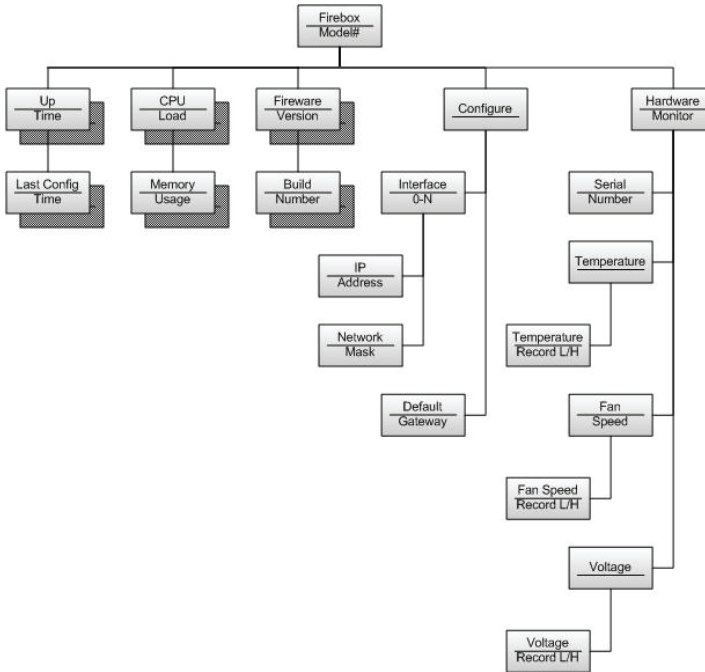 Firebox
Model#
Up
Time
CPU
Load
Fireware
Version
Configure
Hardware
Monitor
Last Config
Time
Memory
Usage
Build
Number
Interface
0-N
Serial
Number
IP
Address
Temperature
Network
Mask
Temperature
Record L/H
Default
Gateway
Fan
Speed
Fan Speed
Record L/H
Voltage
Voltage
Record L/H